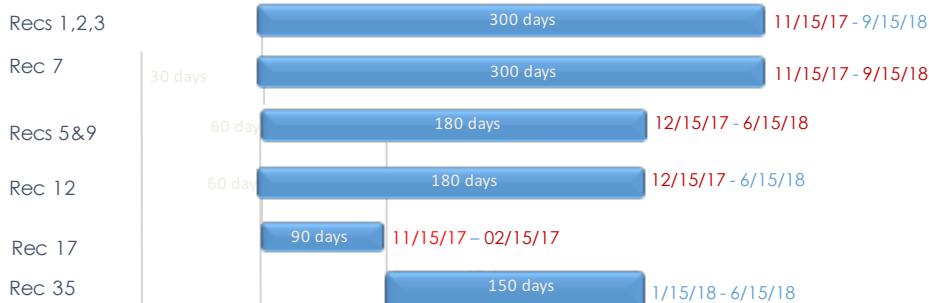 Recs 1,2,3 300 days 11/15/17 - 9/15/18
Rec 7 30 days 300 days 11/15/17 - 9/15/18
Recs 5&9 60 day 180 days 12/15/17 - 6/15/18
Rec 12 60 day 180 days 12/15/17 - 6/15/18
Rec 17 90 days 11/15/17 – 02/15/17
Rec 35 150 days 1/15/18 - 6/15/18